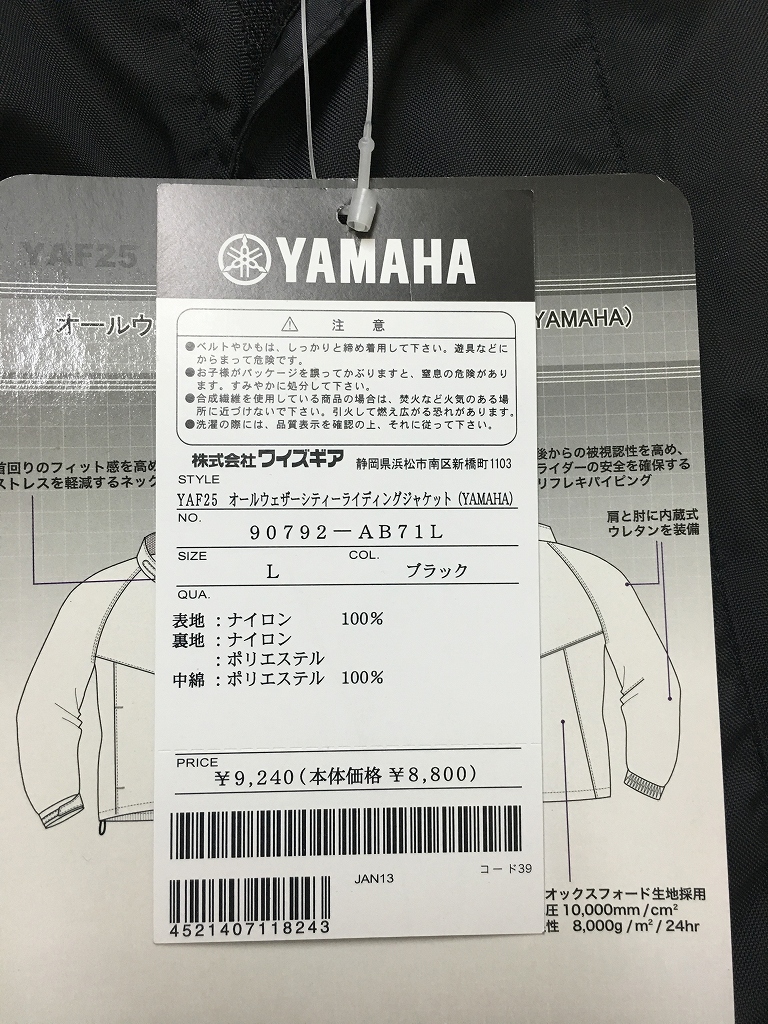 YAF25
オールウ
YAMAHA
YAMAHA)
注 意
●ベルトやひもは、しっかりと締め着用して下さい。遊具などに
からまって危険です。
●お子様がパッケージを誤ってかぶりますと、窒息の危険があり
ます。すみやかに処分して下さい。
●合成繊維を使用している商品の場合は、焚火など火気のある場
所に近づけないで下さい。引火して燃え広がる恐れがあります。
●洗濯の際には、品質表示を確認の上、それに従って下さい。
株式会社ワイズギア 静岡県浜松市南区新橋町1103
STYLE
YAF25 オールウェザーシティーライディングジャケット(YAMAHA)
NO.
90792-AB71L
SIZE COL.
L ブラック
QUA.
表地:ナイロン 100%
裏地:ナイロン
:ポリエステル
中綿:ポリエステル 100%
PRICE
¥9,240(本体価格 ¥8,800)
コード39
JAN13
4521407118243
首回りのフィット感を高め
ストレスを軽減するネック
後からの被視認性を高め、
ライダーの安全を確保する
リフレキパイピング
肩と肘に内蔵式
ウレタンを装備
オックスフォード生地採用
圧 10,000mm/cm²
性 8,000g/m²/24hr